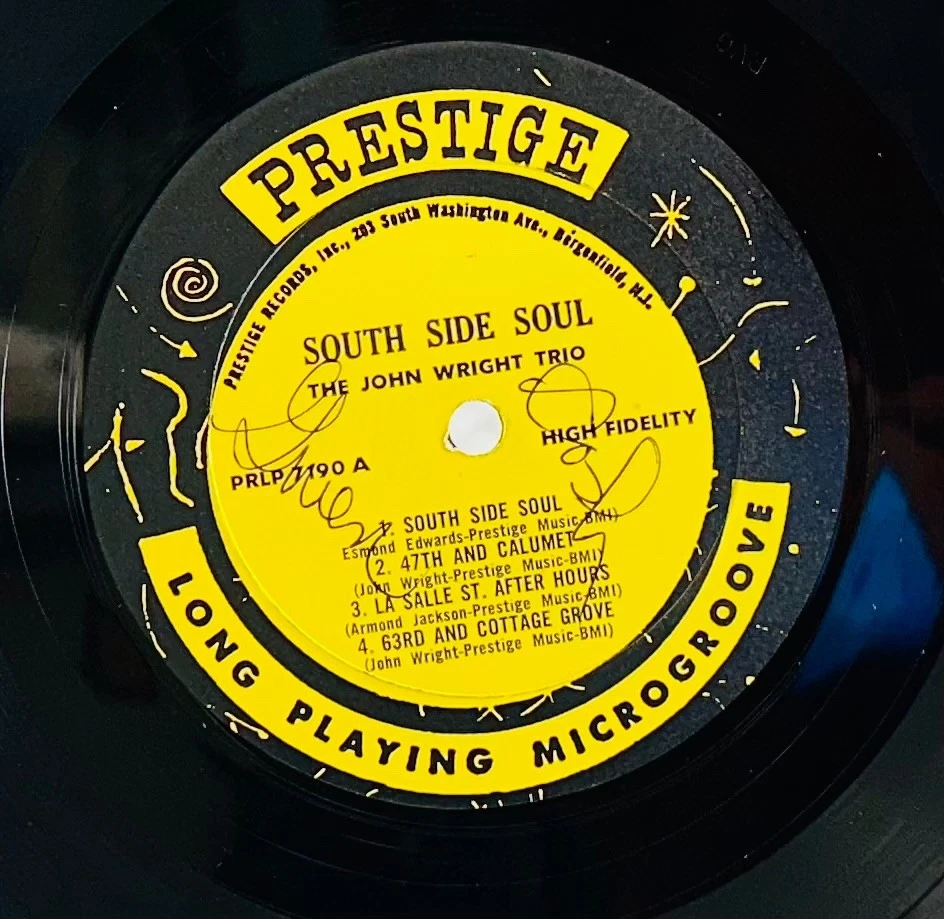 PRESTIGE
PRESTIGE RECORDS, Inc., 203 South Washington Ave., Bergenfield, N.J.
SOUTH SIDE SOUL
THE JOHN WRIGHT TRIO
HIGH FIDELITY
PRLP 7190 A
1. SOUTH SIDE SOUL
Esmond Edwards-Prestige Music-BMI)
2. 47TH AND CALUMET
(John Wright-Prestige Music-BMI)
3. LA SALLE ST. AFTER HOURS
(Armond Jackson-Prestige Music-BMI)
4. 63RD AND COTTAGE GROVE
(John Wright-Prestige Music-BMI)
LONG PLAYING MICROGROOVE